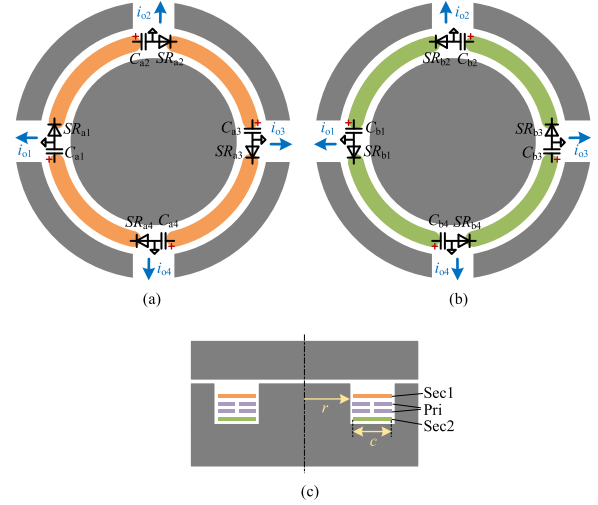 io2
+
Ca2 SRa2
SRa1
io1
Ca1
+
Ca3 +
io3
SRa3
SRa4 Ca4
+
io4
(a)
io2
+
SRb2 Cb2
+
io1 Cb1
SRb1
SRb3
Cb3 io3
+
Cb4 SRb4
+
io4
(b)
Sec1
Pri
r
Sec2
c
(c)